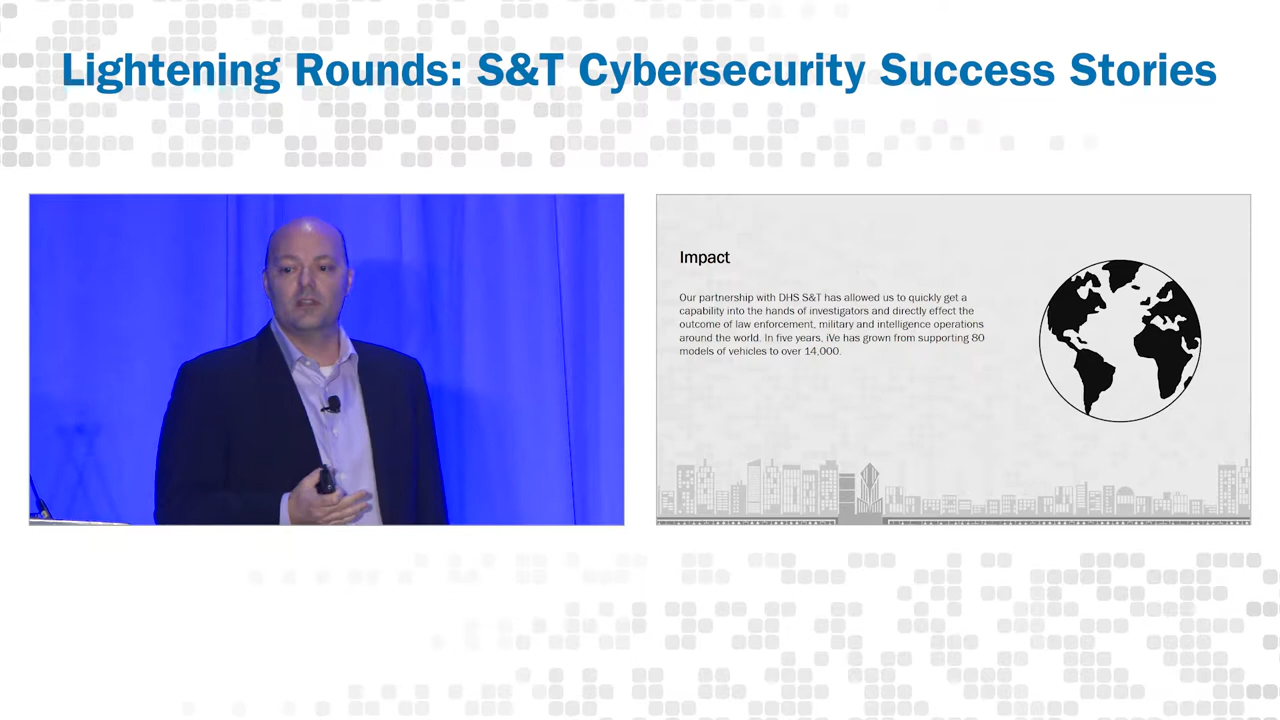 Lightening Rounds: S&T Cybersecurity Success Stories
Impact
Our partnership with DHS S&T has allowed us to quickly get a
capability into the hands of investigators and directly effect the
outcome of law enforcement, military and intelligence operations
around the world. In five years, iVe has grown from supporting 80
models of vehicles to over 14,000.